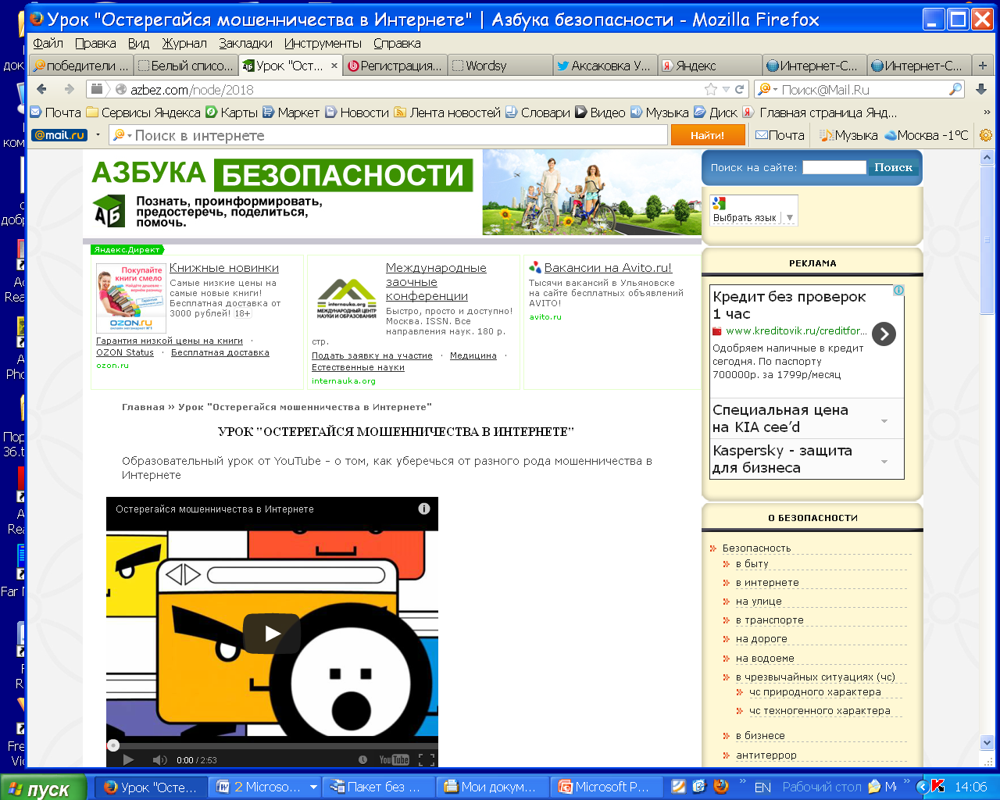 Урок "Остерегайся мошенничества в Интернете" | Азбука безопасности - Mozilla Firefox
Файл Правка Вид Журнал Закладки Инструменты Справка
победители ... Белый списо... Урок "Ост... × Регистрация... Wordsy Аксаковка У... Яндекс Интернет-С... Интернет-С... +
azbez.com/node/2018 Поиск@Mail.Ru
Почта Сервисы Яндекса Карты Маркет Новости Лента новостей Словари Видео Музыка Диск Главная страница Янд... »
@mail.ru Поиск в интернете Найти! Почта Музыка Москва -1°C
АЗБУКА БЕЗОПАСНОСТИ
АБ
Познать, проинформировать,
предостеречь, поделиться,
помочь.
Поиск на сайте: Поиск
Выбрать язык
Яндекс.Директ
Покупайте
книги смело
OZON.ru
Книжные новинки
Самые низкие цены на
самые новые книги!
Бесплатная доставка от
3000 рублей! 18+
Гарантия низкой цены на книги ·
OZON Status · Бесплатная доставка
ozon.ru
internauka.org
МЕЖДУНАРОДНЫЙ ЦЕНТР
НАУКИ И ОБРАЗОВАНИЯ
Международные
заочные
конференции
Быстро, просто и доступно!
Москва. ISSN. Все
направления наук. 180 р.
стр.
Подать заявку на участие · Медицина ·
Естественные науки
internauka.org
Вакансии на Avito.ru!
Тысячи вакансий в Ульяновске
на сайте бесплатных объявлений
AVITO!
avito.ru
РЕКЛАМА
Кредит без проверок
1 час
www.kreditovik.ru/creditfor...
Одобряем наличные в кредит
сегодня. По паспорту
700000р. за 1799р/месяц
Специальная цена
на KIA cee’d
Kaspersky - защита
для бизнеса
Главная » Урок "Остерегайся мошенничества в Интернете"
УРОК "ОСТЕРЕГАЙСЯ МОШЕННИЧЕСТВА В ИНТЕРНЕТЕ"
Образовательный урок от YouTube - о том, как уберечься от разного рода мошенничества в
Интернете
Остерегайся мошенничества в Интернете
0:00 / 2:53 YouTube
О БЕЗОПАСНОСТИ
Безопасность
в быту
в интернете
на улице
в транспорте
на дороге
на водоеме
в чрезвычайных ситуациях (чс)
чс природного характера
чс техногенного характера
в бизнесе
антитеррор
пуск Урок "Осте... 2 Microso... Пакет без ... Мои докум... Microsoft P... » EN Рабочий стол » 14:06